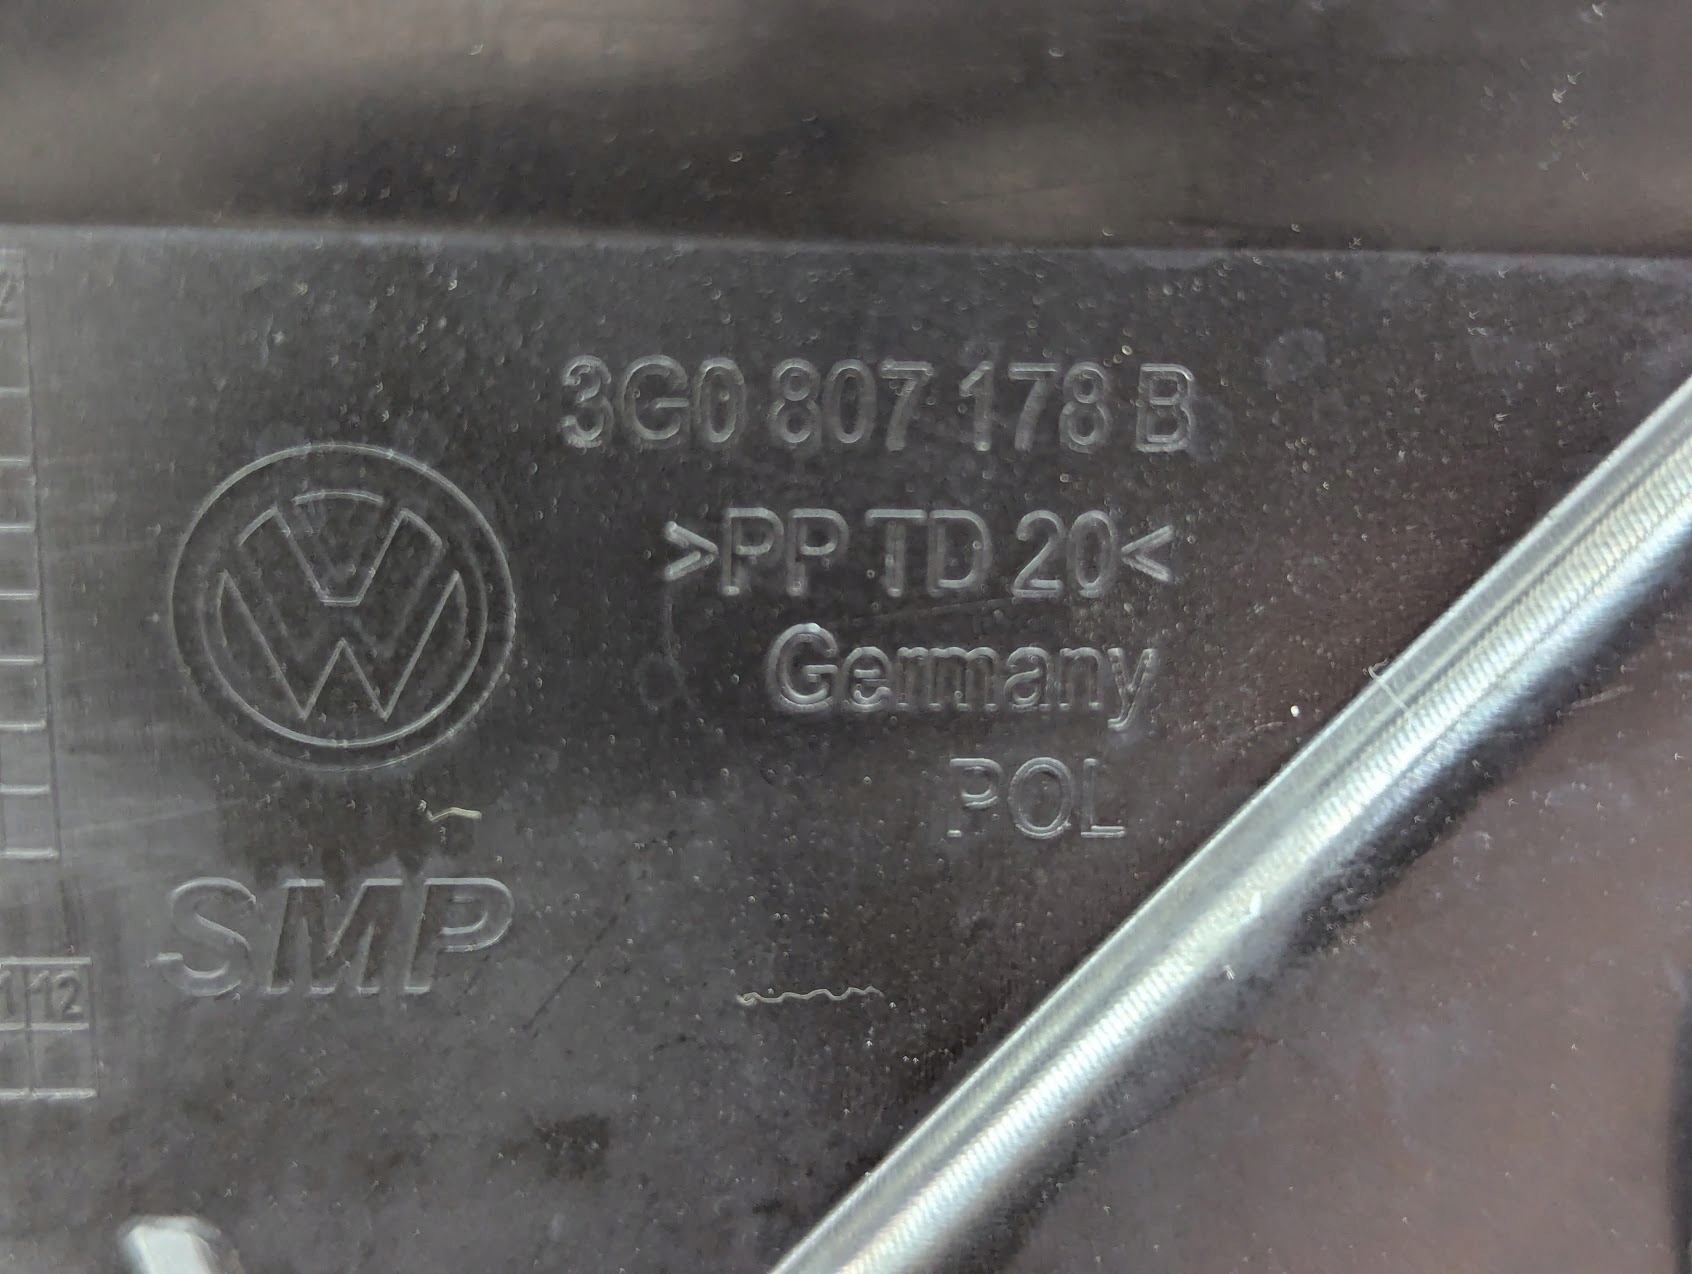 3G0 807 178 B
>PP TD 20<
Germany
POL
SMP
12